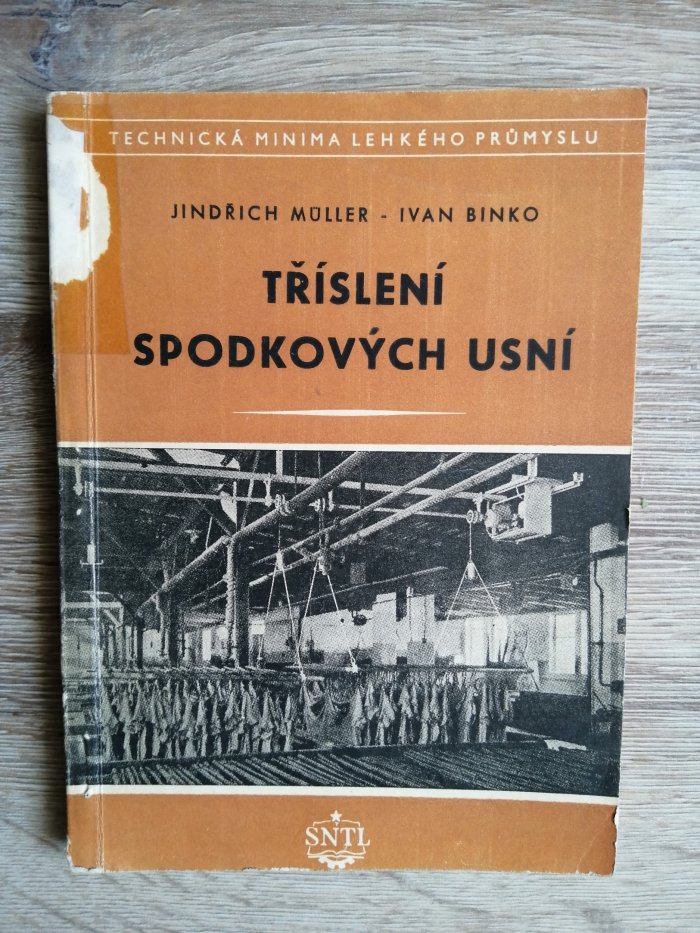 TECHNICKÁ MINIMA LEHKÉHO PRŮMYSLU
JINDŘICH MÜLLER - IVAN BINKO
TŘÍSLENÍ
SPODKOVÝCH USNÍ
SNTL